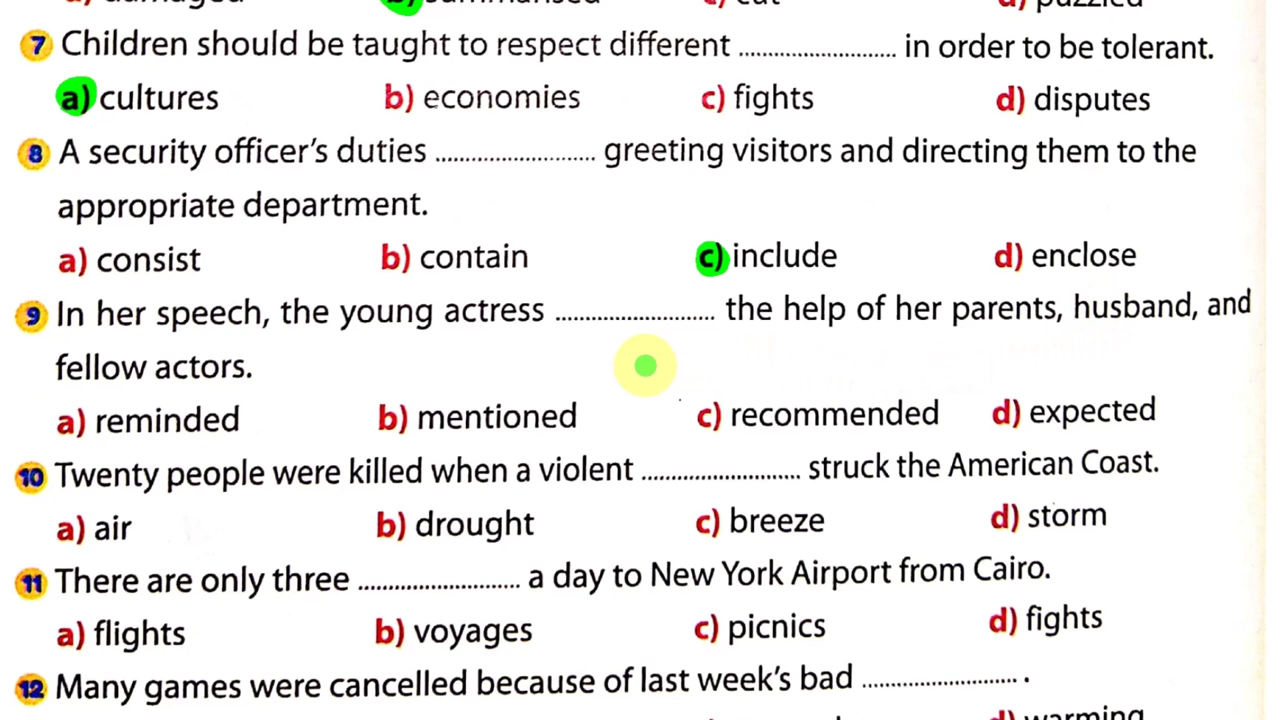 b) summarised
7 Children should be taught to respect different .......................... in order to be tolerant.
a) cultures b) economies c) fights d) disputes
8 A security officer's duties .......................... greeting visitors and directing them to the
appropriate department.
a) consist b) contain c) include d) enclose
9 In her speech, the young actress .......................... the help of her parents, husband, and
fellow actors.
a) reminded b) mentioned c) recommended d) expected
10 Twenty people were killed when a violent .......................... struck the American Coast.
a) air b) drought c) breeze d) storm
11 There are only three .......................... a day to New York Airport from Cairo.
a) flights b) voyages c) picnics d) fights
12 Many games were cancelled because of last week's bad .......................... .
d) warming